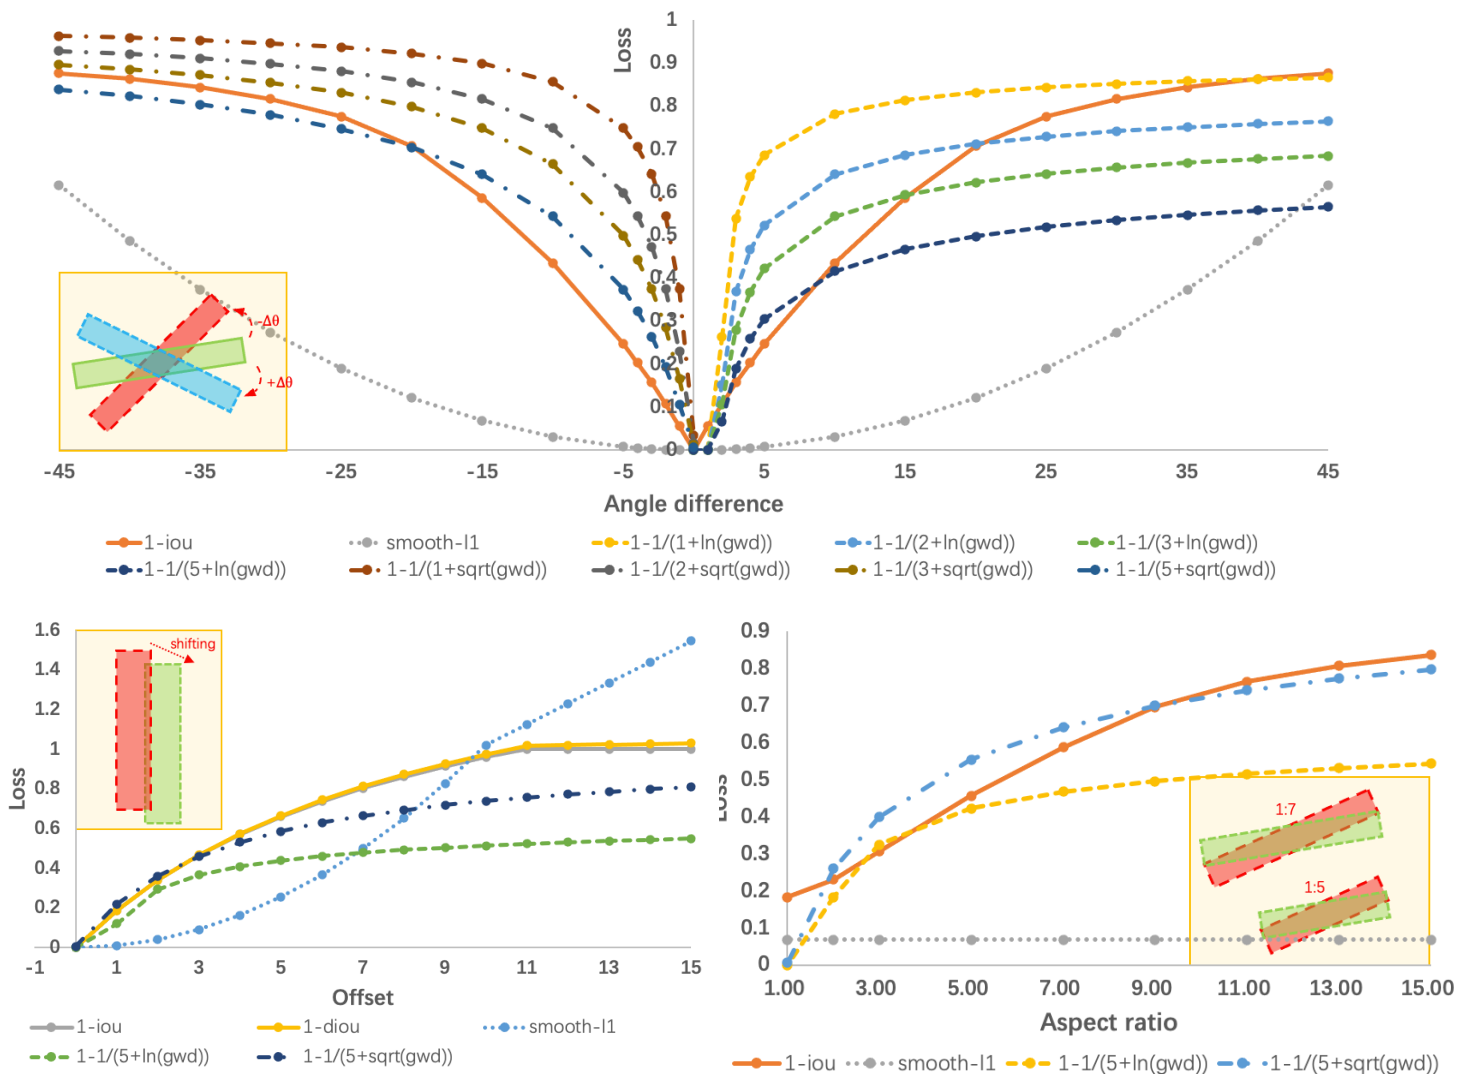 1
Loss
0.9
0.8
0.7
0.6
0.5
0.4
0.3
0.2
0.1
0
-Δθ
+Δθ
-45 -35 -25 -15 -5 5 15 25 35 45
Angle difference
1-iou smooth-l1 1-1/(1+ln(gwd)) 1-1/(2+ln(gwd)) 1-1/(3+ln(gwd))
1-1/(5+ln(gwd)) 1-1/(1+sqrt(gwd)) 1-1/(2+sqrt(gwd)) 1-1/(3+sqrt(gwd)) 1-1/(5+sqrt(gwd))
1.6
1.4
1.2
1
0.8
0.6
0.4
0.2
0
Loss
shifting
-1 1 3 5 7 9 11 13 15
Offset
1-iou 1-diou smooth-l1
1-1/(5+ln(gwd)) 1-1/(5+sqrt(gwd))
0.9
0.8
0.7
0.6
0.5
0.4
0.3
0.2
0.1
0
Loss
1:7
1:5
1.00 3.00 5.00 7.00 9.00 11.00 13.00 15.00
Aspect ratio
1-iou smooth-l1 1-1/(5+ln(gwd)) 1-1/(5+sqrt(gwd))